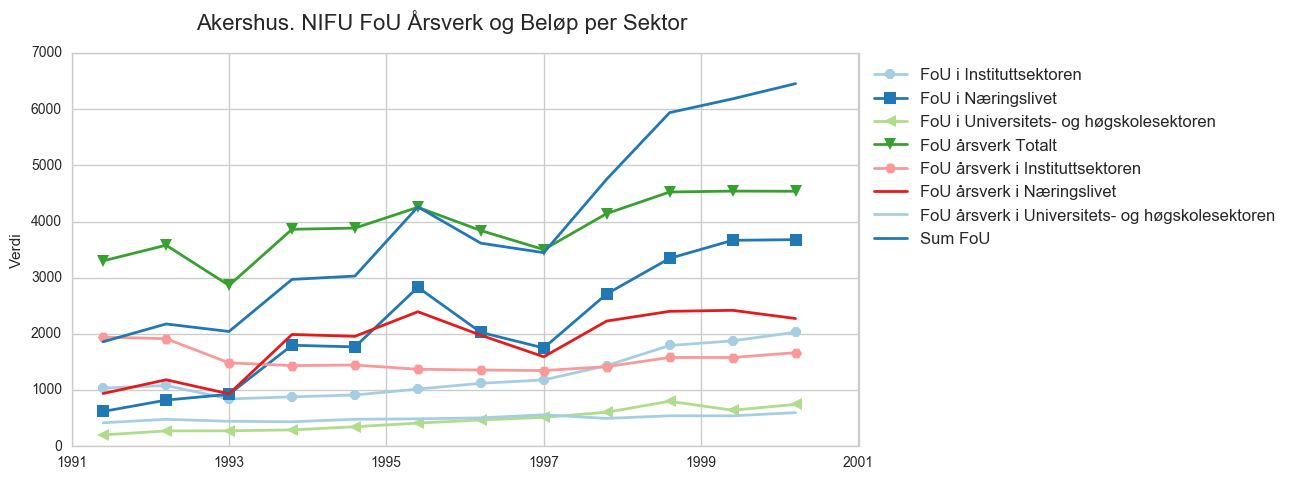 Akershus. NIFU FoU Årsverk og Beløp per Sektor
Verdi
7000
6000
5000
4000
3000
2000
1000
0
1991
1993
1995
1997
1999
2001
FoU i Instituttsektoren
FoU i Næringslivet
FoU i Universitets- og høgskolesektoren
FoU årsverk Totalt
FoU årsverk i Instituttsektoren
FoU årsverk i Næringslivet
FoU årsverk i Universitets- og høgskolesektoren
Sum FoU